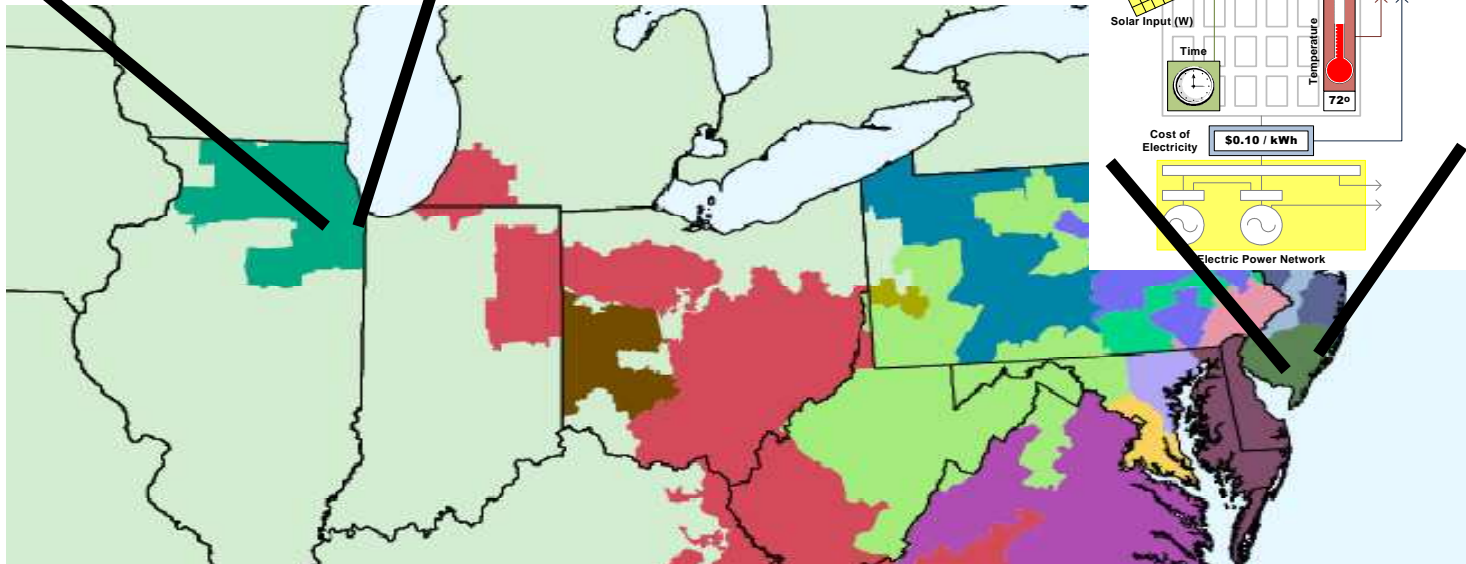 Solar Input (W)
Time
Temperature
72º
Cost of
Electricity
$0.10 / kWh
Electric Power Network